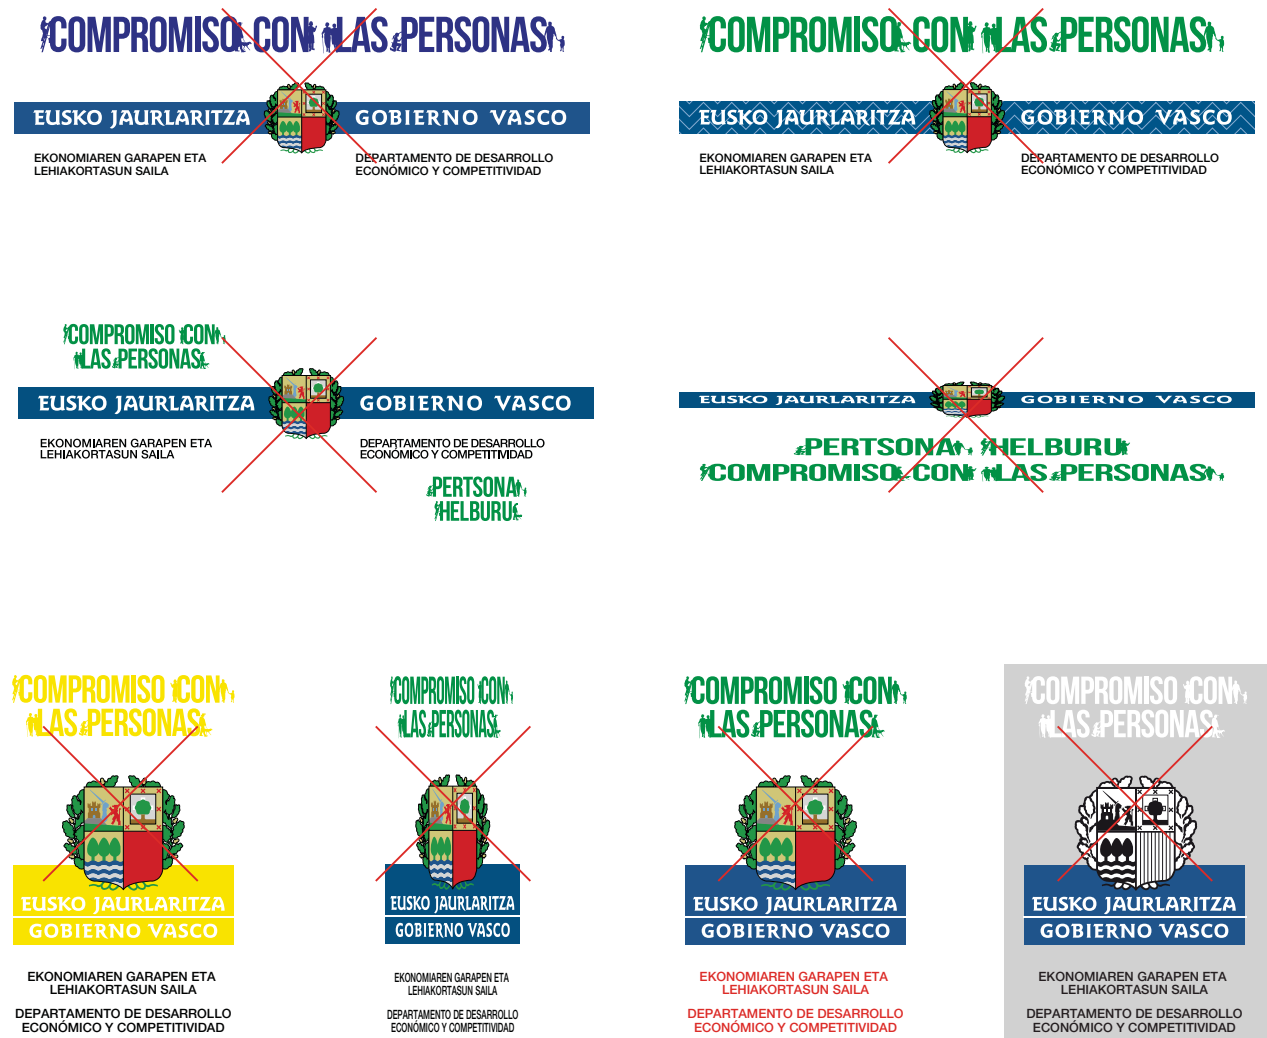 COMPROMISO CON LAS PERSONAS
EUSKO JAURLARITZA GOBIERNO VASCO
EKONOMIAREN GARAPEN ETA
LEHIAKORTASUN SAILA
DEPARTAMENTO DE DESARROLLO
ECONÓMICO Y COMPETITIVIDAD
COMPROMISO CON LAS PERSONAS
EUSKO JAURLARITZA GOBIERNO VASCO
EKONOMIAREN GARAPEN ETA
LEHIAKORTASUN SAILA
DEPARTAMENTO DE DESARROLLO
ECONÓMICO Y COMPETITIVIDAD
COMPROMISO CON
LAS PERSONAS
EUSKO JAURLARITZA GOBIERNO VASCO
EKONOMIAREN GARAPEN ETA
LEHIAKORTASUN SAILA
DEPARTAMENTO DE DESARROLLO
ECONÓMICO Y COMPETITIVIDAD
PERTSONA
HELBURU
EUSKO JAURLARITZA GOBIERNO VASCO
PERTSONA HELBURU
COMPROMISO CON LAS PERSONAS
COMPROMISO CON
LAS PERSONAS
EUSKO JAURLARITZA
GOBIERNO VASCO
EKONOMIAREN GARAPEN ETA
LEHIAKORTASUN SAILA
DEPARTAMENTO DE DESARROLLO
ECONÓMICO Y COMPETITIVIDAD
COMPROMISO CON
LAS PERSONAS
EUSKO JAURLARITZA
GOBIERNO VASCO
EKONOMIAREN GARAPEN ETA
LEHIAKORTASUN SAILA
DEPARTAMENTO DE DESARROLLO
ECONÓMICO Y COMPETITIVIDAD
COMPROMISO CON
LAS PERSONAS
EUSKO JAURLARITZA
GOBIERNO VASCO
EKONOMIAREN GARAPEN ETA
LEHIAKORTASUN SAILA
DEPARTAMENTO DE DESARROLLO
ECONÓMICO Y COMPETITIVIDAD
COMPROMISO CON
LAS PERSONAS
EUSKO JAURLARITZA
GOBIERNO VASCO
EKONOMIAREN GARAPEN ETA
LEHIAKORTASUN SAILA
DEPARTAMENTO DE DESARROLLO
ECONÓMICO Y COMPETITIVIDAD